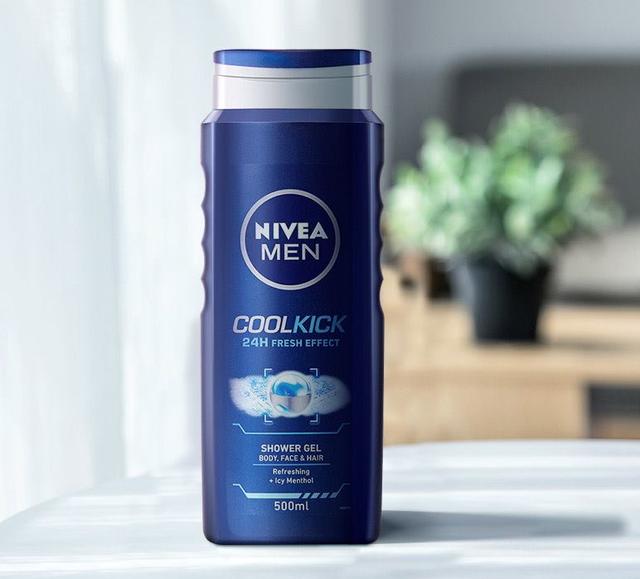 NIVEA
MEN
COOLKICK
24H FRESH EFFECT
SHOWER GEL
BODY, FACE & HAIR
Refreshing
+ Icy Menthol
500ml